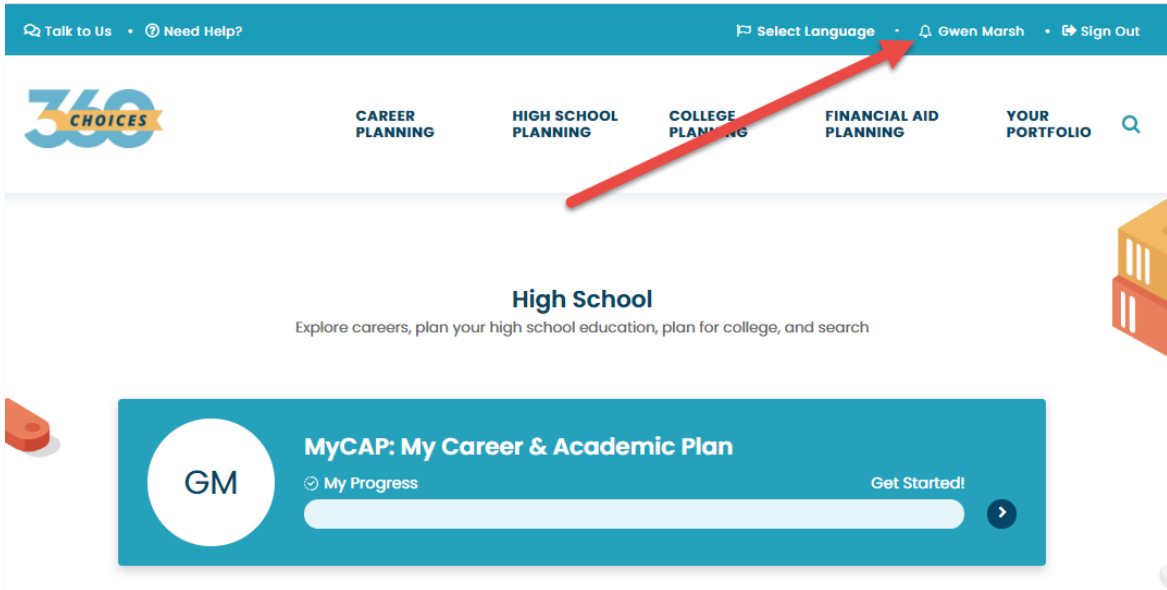 Talk to Us • Need Help? Select Language • Gwen Marsh • Sign Out
360 CHOICES
CAREER PLANNING
HIGH SCHOOL PLANNING
COLLEGE PLANNING
FINANCIAL AID PLANNING
YOUR PORTFOLIO
High School
Explore careers, plan your high school education, plan for college, and search
GM
MyCAP: My Career & Academic Plan
My Progress Get Started!